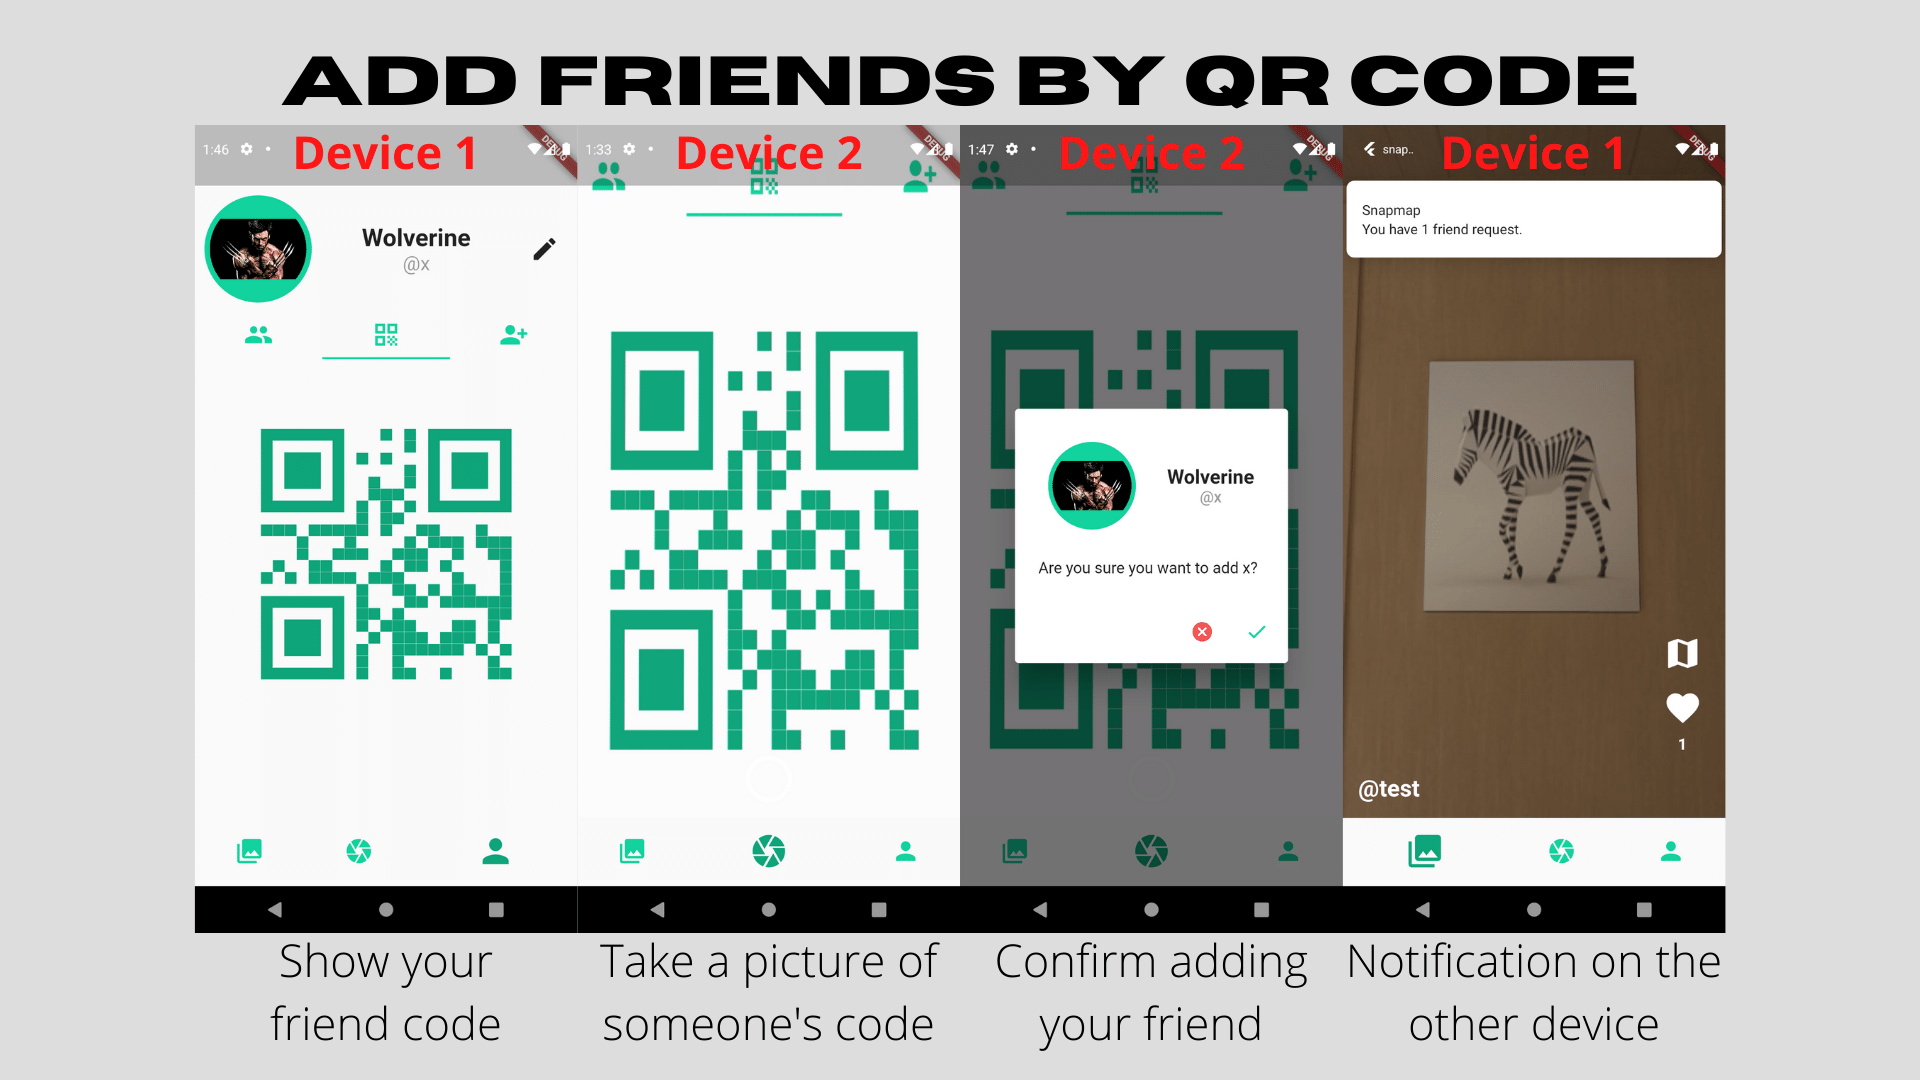 ADD FRIENDS BY QR CODE
1:46
Device 1
DEBUG
Wolverine
@x
Show your
friend code
1:33
Device 2
DEBUG
Take a picture of
someone's code
1:47
Device 2
DEBUG
Wolverine
@x
Are you sure you want to add x?
Confirm adding
your friend
snap..
Device 1
DEBUG
Snapmap
You have 1 friend request.
1
@test
Notification on the
other device